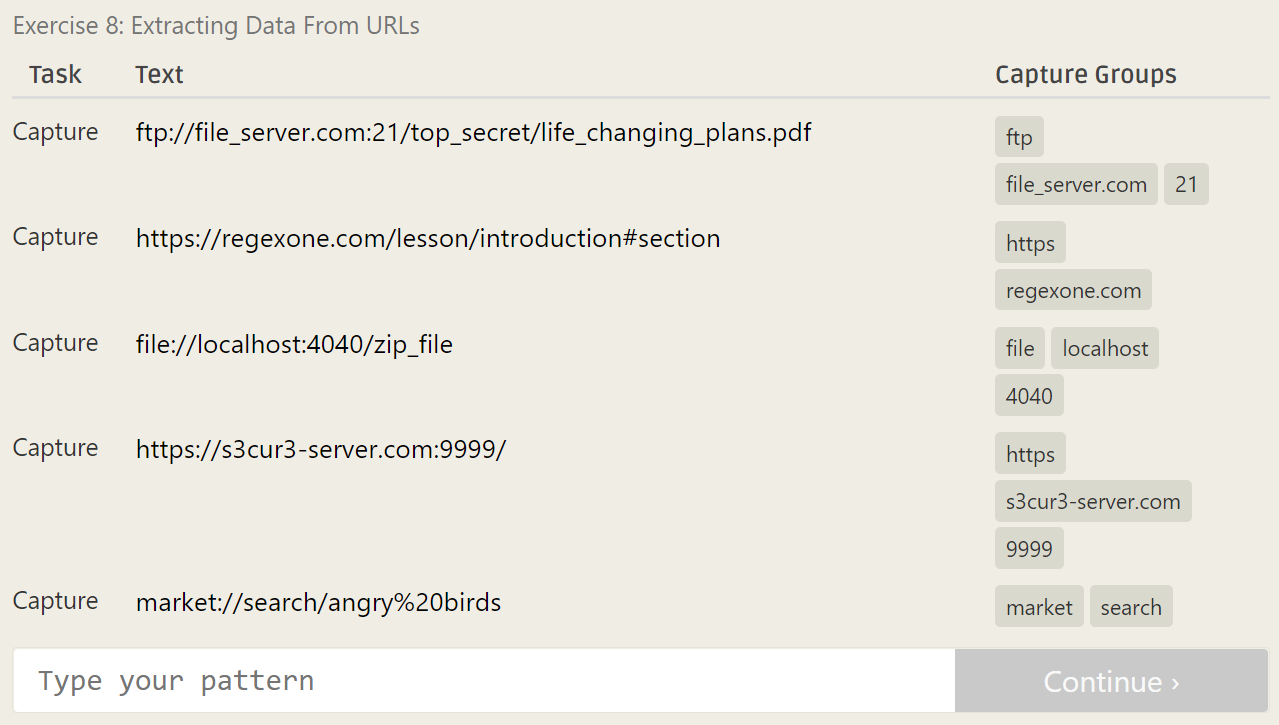 Exercise 8: Extracting Data From URLs
Task Text Capture Groups
Capture ftp://file_server.com:21/top_secret/life_changing_plans.pdf ftp
file_server.com 21
Capture https://regexone.com/lesson/introduction#section https
regexone.com
Capture file://localhost:4040/zip_file file localhost
4040
Capture https://s3cur3-server.com:9999/ https
s3cur3-server.com
9999
Capture market://search/angry%20birds market search
Type your pattern Continue ›